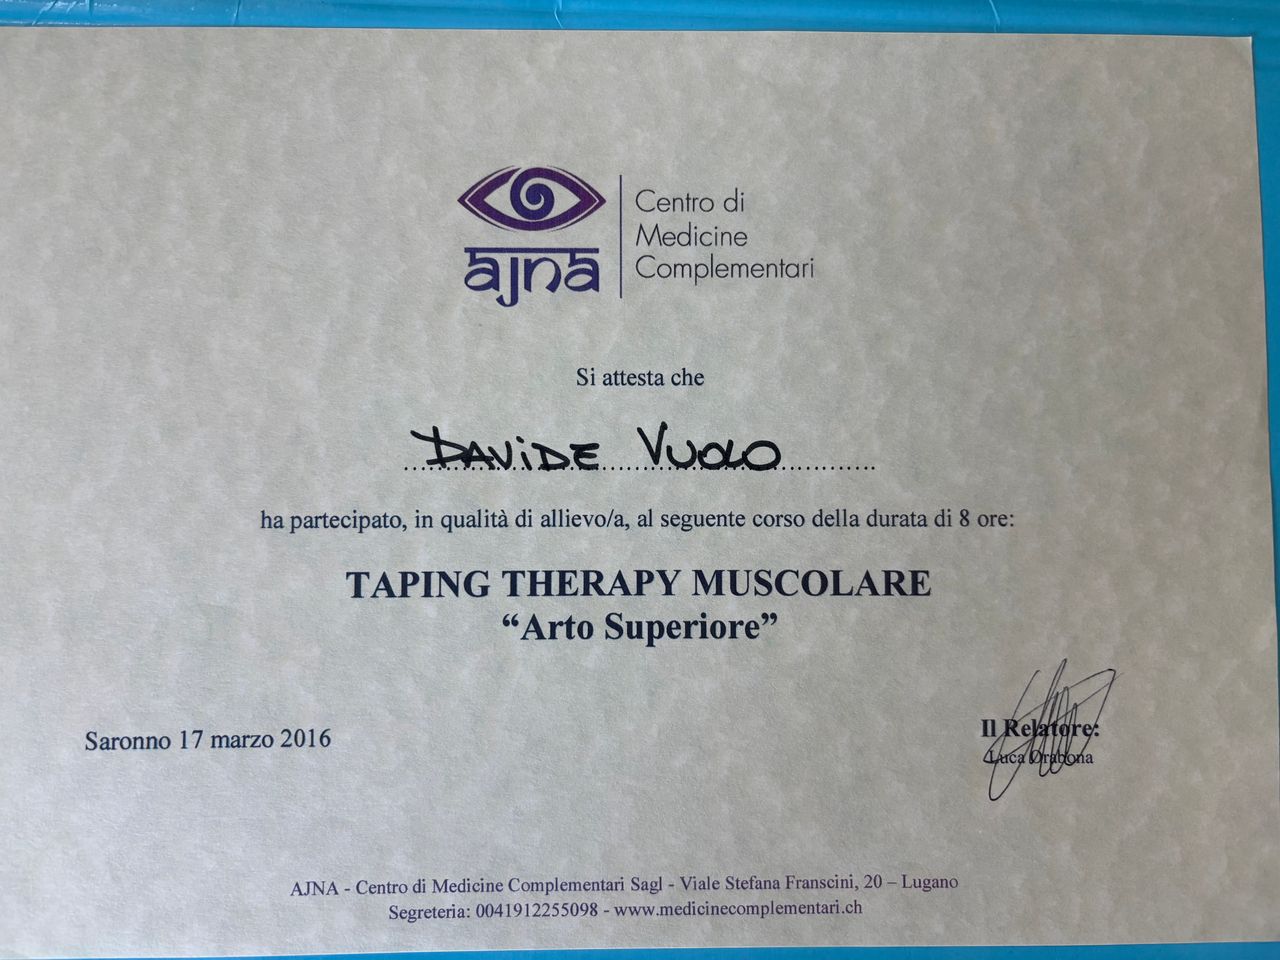 ajna
Centro di
Medicine
Complementari
Si attesta che
DAViDE VUOLO
ha partecipato, in qualità di allievo/a, al seguente corso della durata di 8 ore:
TAPING THERAPY MUSCOLARE
“Arto Superiore”
Saronno 17 marzo 2016
Il Relatore:
Luca Orabona
AJNA - Centro di Medicine Complementari Sagl - Viale Stefana Franscini, 20 – Lugano
Segreteria: 0041912255098 - www.medicinecomplementari.ch